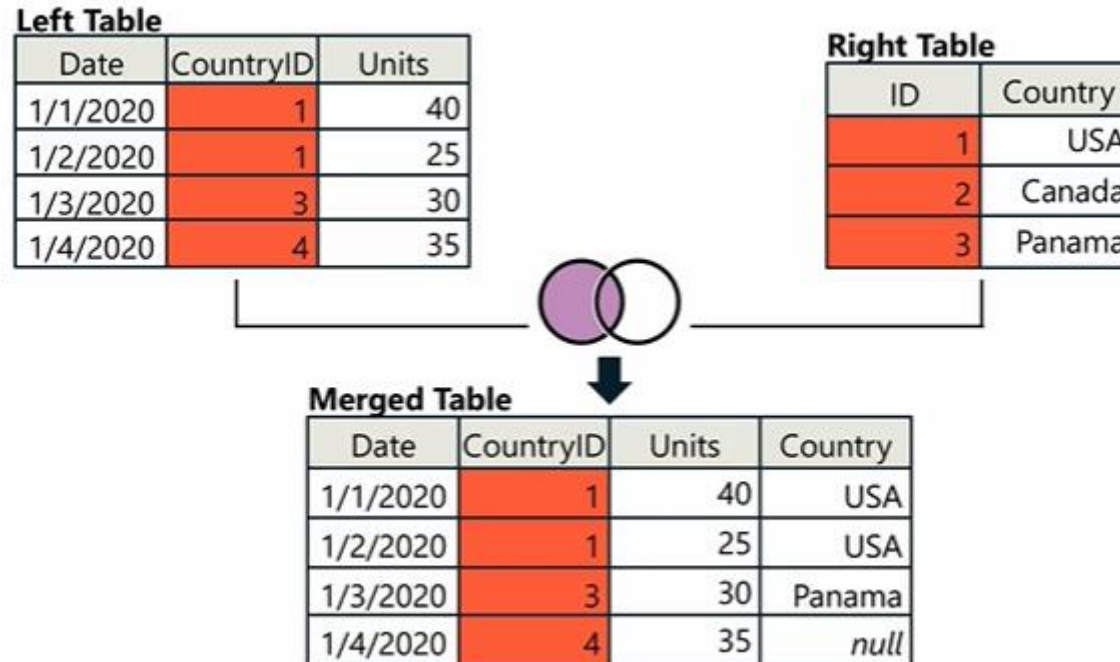 Left Table
Date CountryID Units
1/1/2020 1 40
1/2/2020 1 25
1/3/2020 3 30
1/4/2020 4 35
Right Table
ID Country
1 USA
2 Canada
3 Panama
Merged Table
Date CountryID Units Country
1/1/2020 1 40 USA
1/2/2020 1 25 USA
1/3/2020 3 30 Panama
1/4/2020 4 35 null